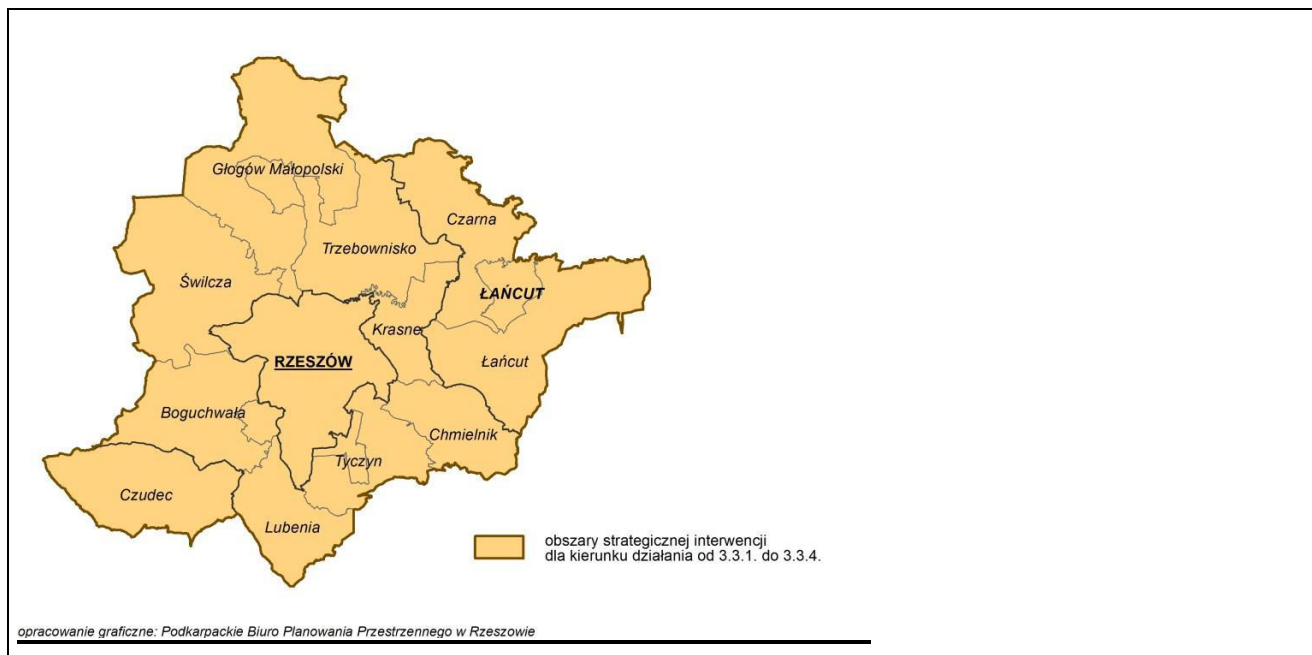 Głogów Małopolski
Czarna
Trzebownisko
Świlcza
ŁAŃCUT
Krasne
RZESZÓW
Łańcut
Boguchwała
Chmielnik
Tyczyn
Czudec
Lubenia
obszary strategicznej interwencji
dla kierunku działania od 3.3.1. do 3.3.4.
opracowanie graficzne: Podkarpackie Biuro Planowania Przestrzennego w Rzeszowie